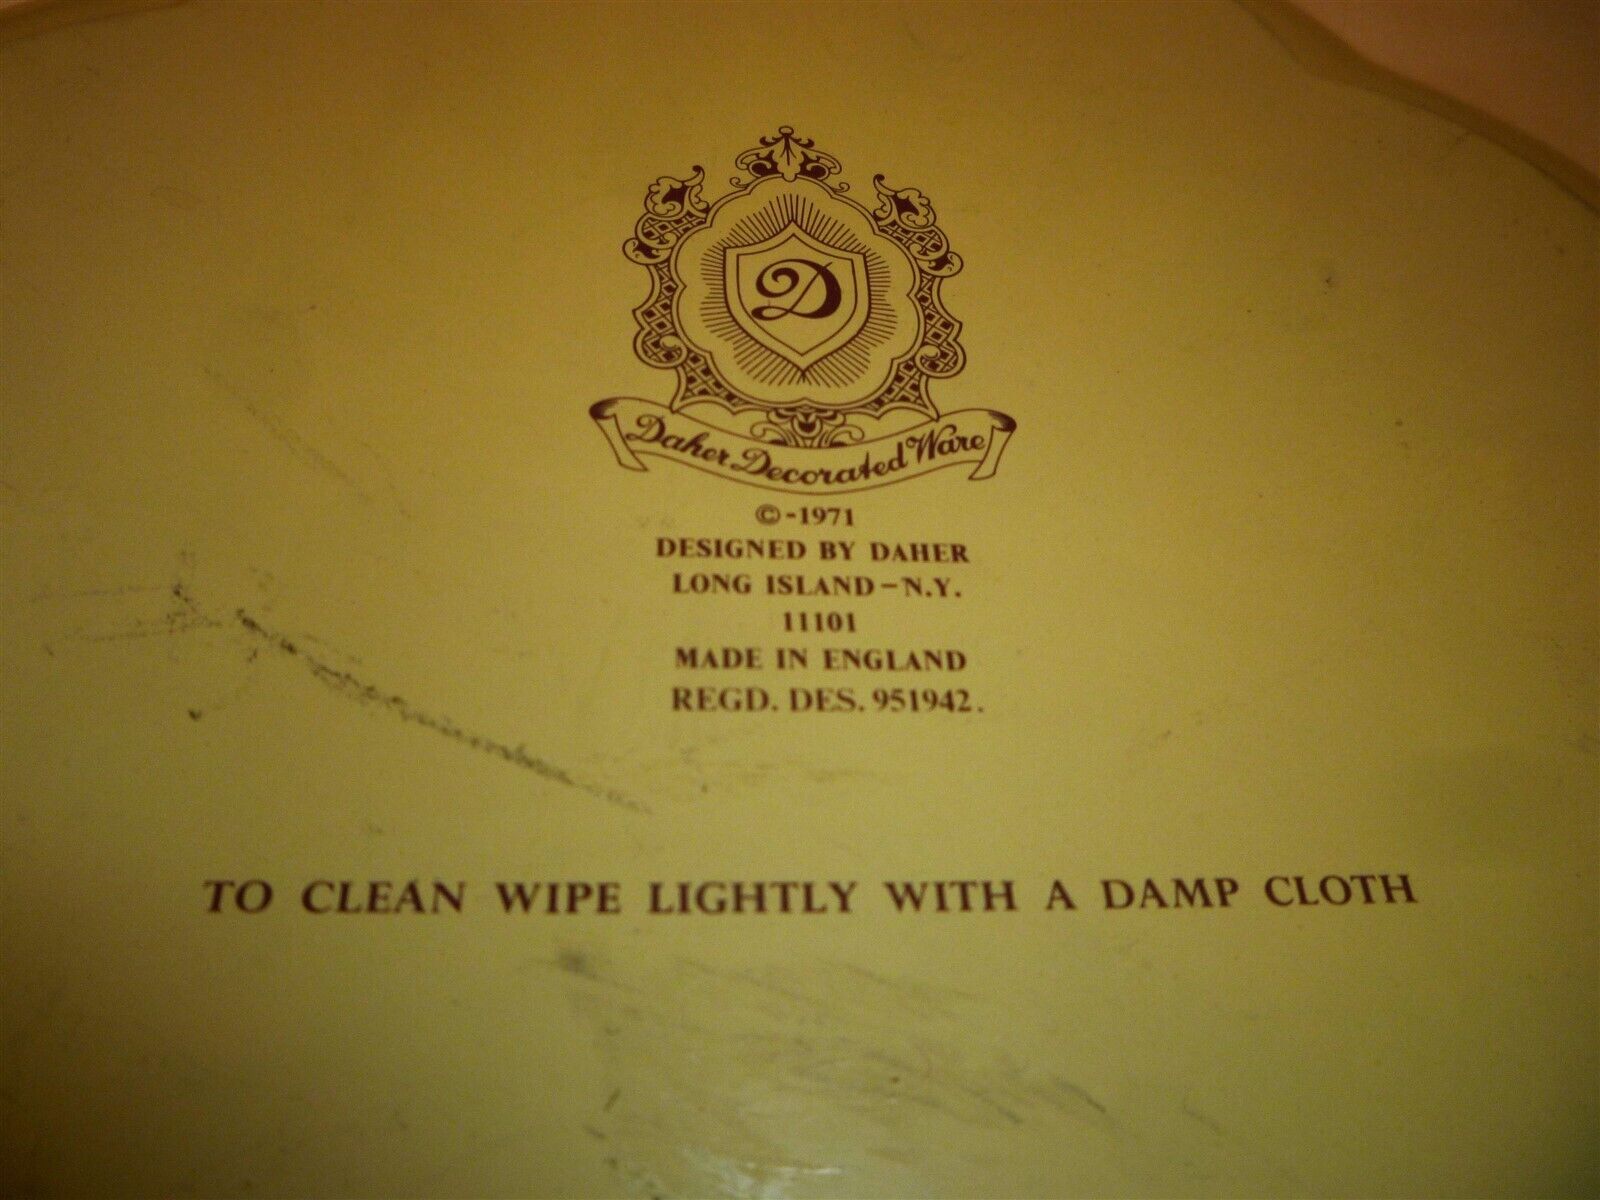 D
Daher Decorated Ware
©-1971
DESIGNED BY DAHER
LONG ISLAND-N.Y.
11101
MADE IN ENGLAND
REGD. DES. 951942.
TO CLEAN WIPE LIGHTLY WITH A DAMP CLOTH